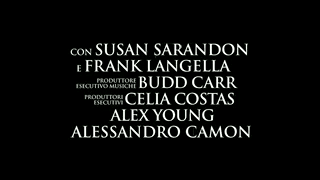 CON SUSAN SARANDON
E FRANK LANGELLA
PRODUTTORE ESECUTIVO MUSICHE BUDD CARR
PRODUTTORI ESECUTIVI CELIA COSTAS
ALEX YOUNG
ALESSANDRO CAMON